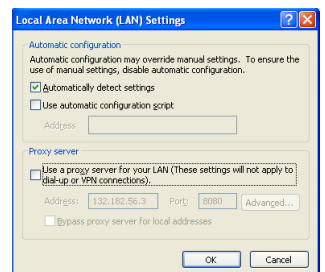 Local Area Network (LAN) Settings
Automatic configuration
Automatic configuration may override manual settings. To ensure the
use of manual settings, disable automatic configuration.
Automatically detect settings
Use automatic configuration script
Address
Proxy server
Use a proxy server for your LAN (These settings will not apply to
dial-up or VPN connections).
Address: 132.182.56.3 Port: 8080 Advanced...
Bypass proxy server for local addresses
OK Cancel